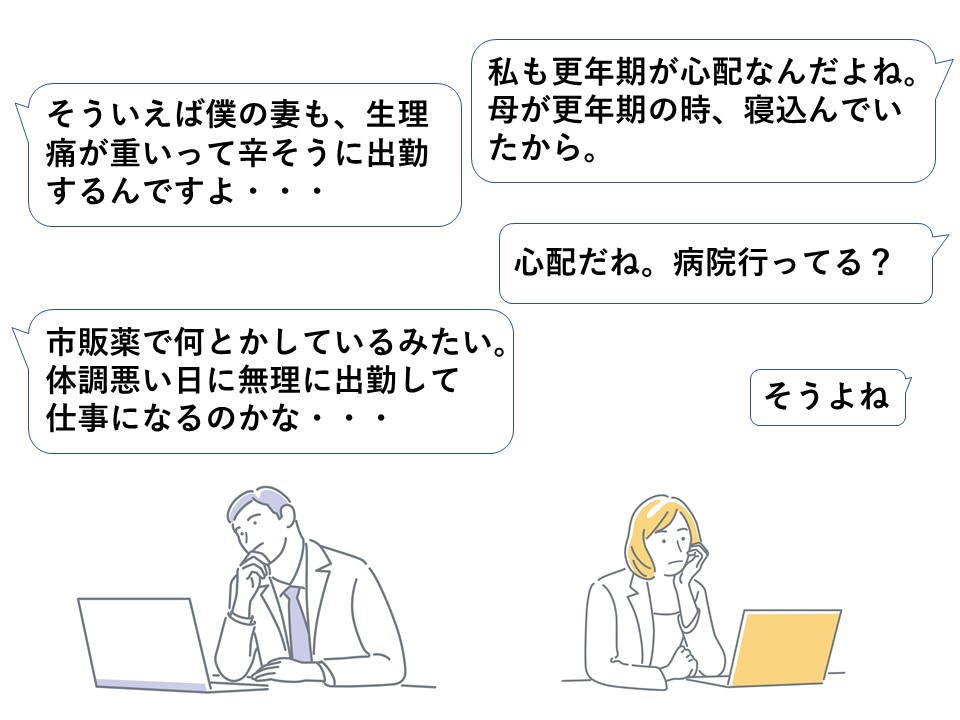 私も更年期が心配なんだよね。
母が更年期の時、寝込んでい
たから。
そういえば僕の妻も、生理
痛が重いって辛そうに出勤
するんですよ・・・
心配だね。病院行ってる？
市販薬で何とかしているみたい。
体調悪い日に無理に出勤して
仕事になるのかな・・・
そうよね